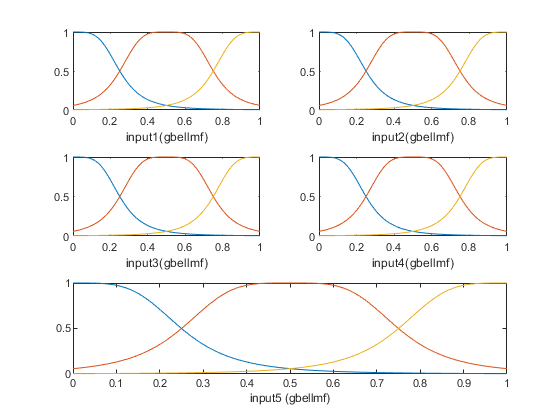 1
0.5
0
0 0.2 0.4 0.6 0.8 1
input1(gbellmf)
1
0.5
0
0 0.2 0.4 0.6 0.8 1
input2(gbellmf)
1
0.5
0
0 0.2 0.4 0.6 0.8 1
input3(gbellmf)
1
0.5
0
0 0.2 0.4 0.6 0.8 1
input4(gbellmf)
1
0.5
0
0 0.1 0.2 0.3 0.4 0.5 0.6 0.7 0.8 0.9 1
input5 (gbellmf)